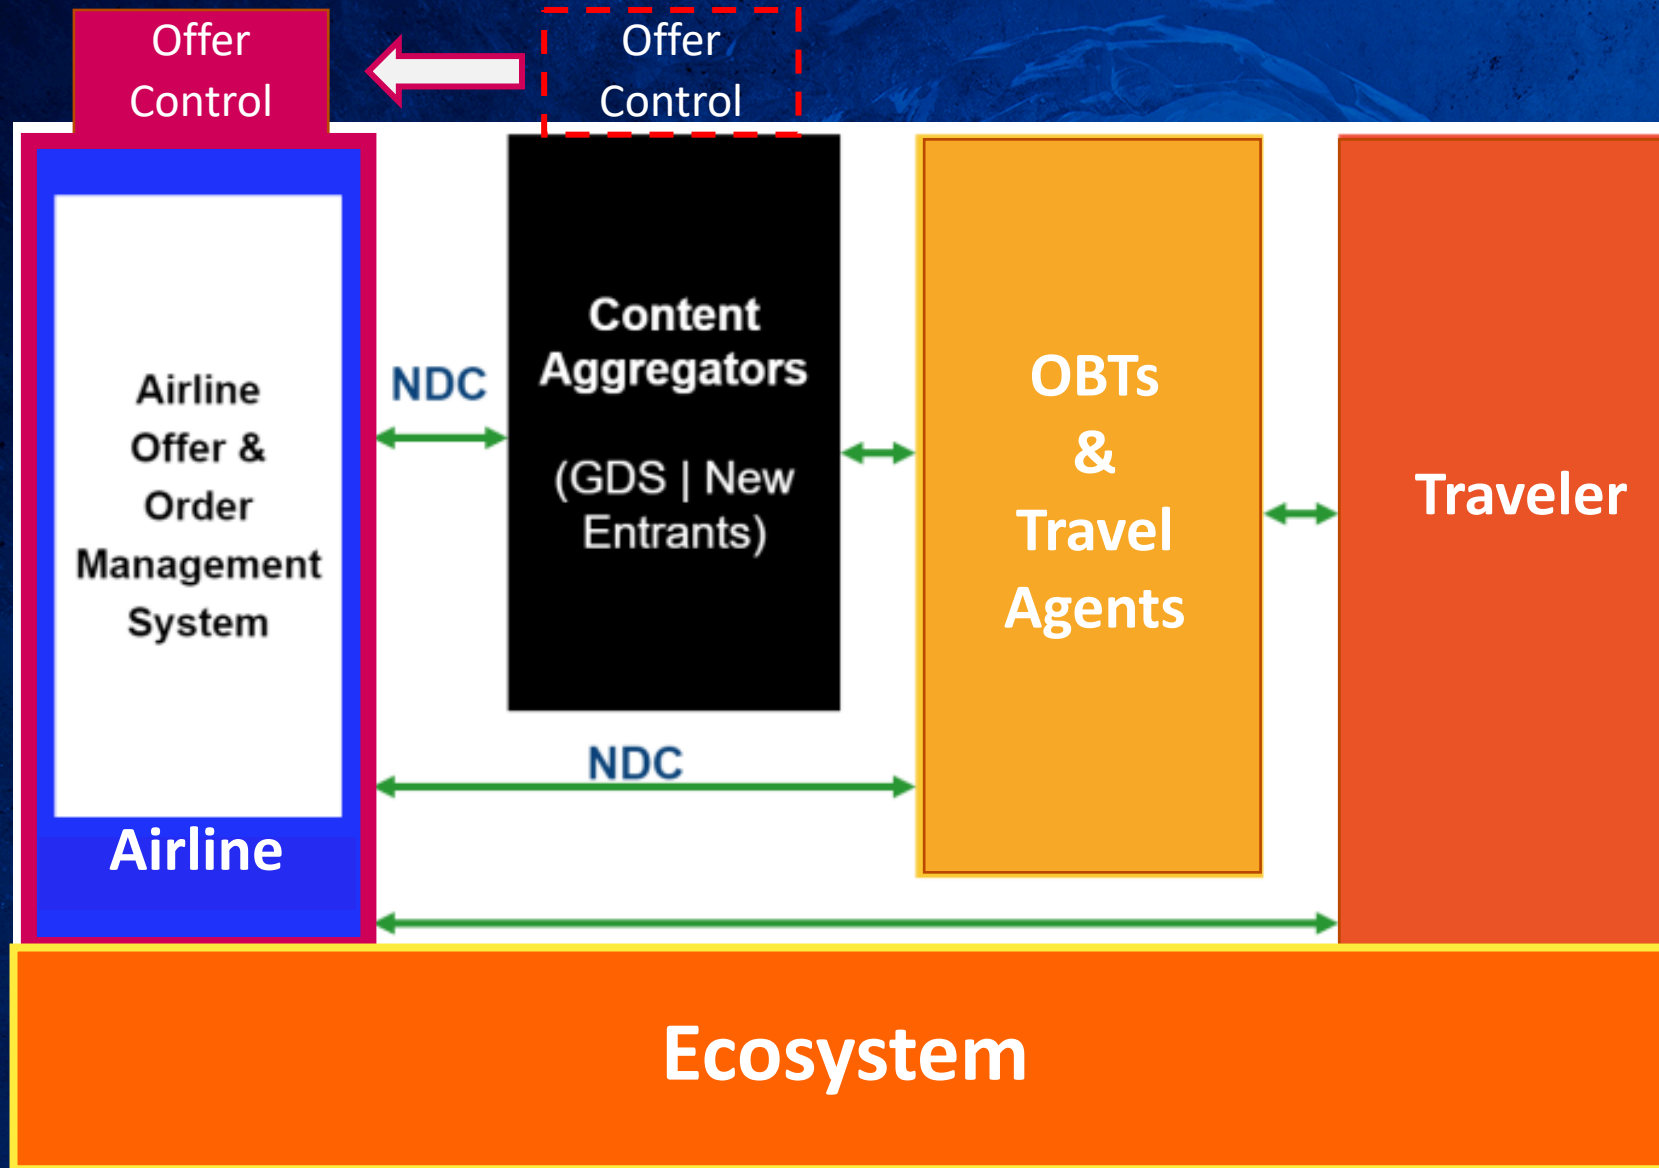 Offer
Control
Offer
Control
Airline
Offer &
Order
Management
System
Airline
NDC
Content
Aggregators
(GDS | New
Entrants)
NDC
OBTs
&
Travel
Agents
Traveler
Ecosystem